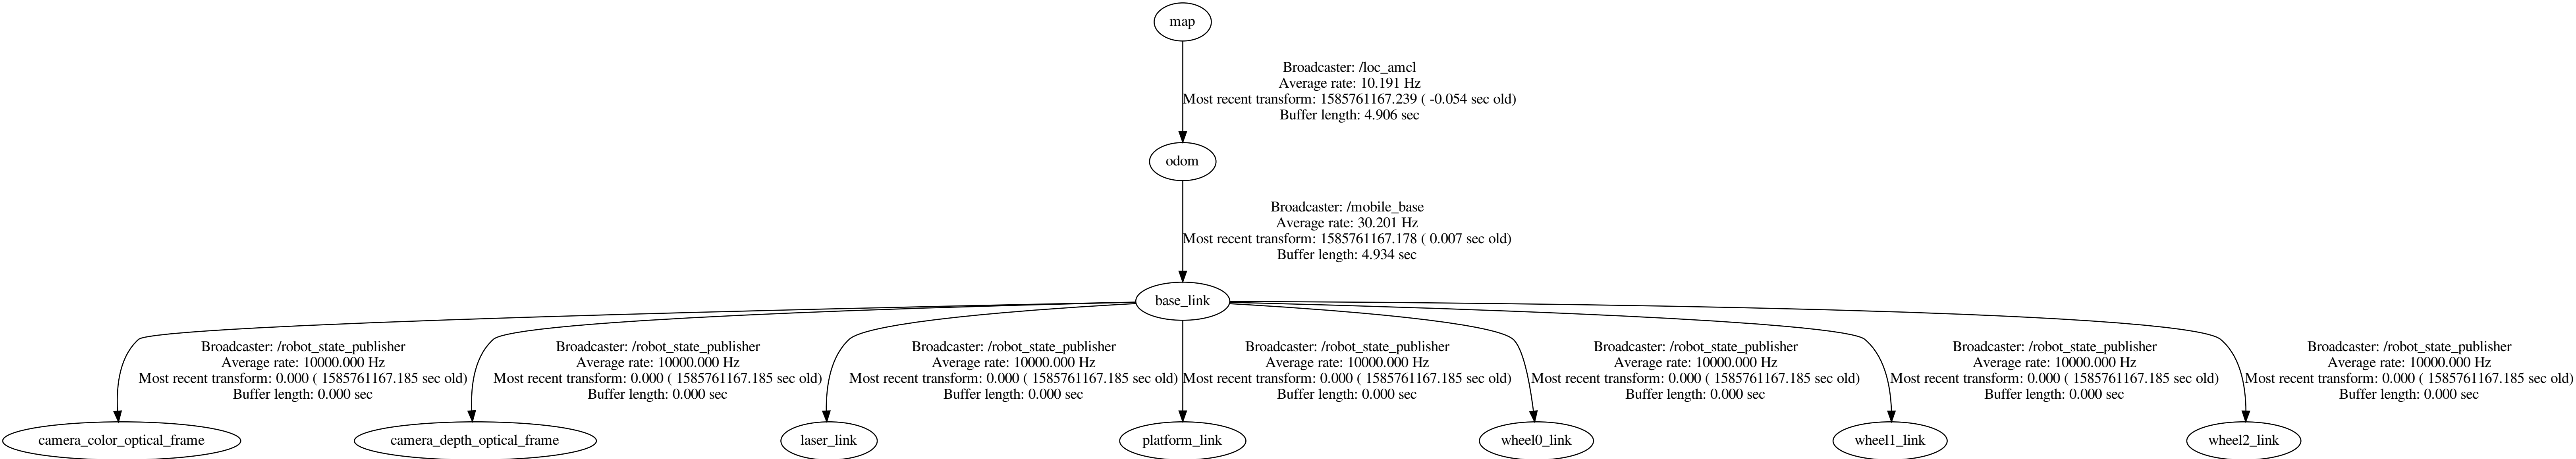 map
Broadcaster: /loc_amcl
Average rate: 10.191 Hz
Most recent transform: 1585761167.239 ( -0.054 sec old)
Buffer length: 4.906 sec
odom
Broadcaster: /mobile_base
Average rate: 30.201 Hz
Most recent transform: 1585761167.178 ( 0.007 sec old)
Buffer length: 4.934 sec
base_link
Broadcaster: /robot_state_publisher
Average rate: 10000.000 Hz
Most recent transform: 0.000 ( 1585761167.185 sec old)
Buffer length: 0.000 sec
Broadcaster: /robot_state_publisher
Average rate: 10000.000 Hz
Most recent transform: 0.000 ( 1585761167.185 sec old)
Buffer length: 0.000 sec
Broadcaster: /robot_state_publisher
Average rate: 10000.000 Hz
Most recent transform: 0.000 ( 1585761167.185 sec old)
Buffer length: 0.000 sec
Broadcaster: /robot_state_publisher
Average rate: 10000.000 Hz
Most recent transform: 0.000 ( 1585761167.185 sec old)
Buffer length: 0.000 sec
Broadcaster: /robot_state_publisher
Average rate: 10000.000 Hz
Most recent transform: 0.000 ( 1585761167.185 sec old)
Buffer length: 0.000 sec
Broadcaster: /robot_state_publisher
Average rate: 10000.000 Hz
Most recent transform: 0.000 ( 1585761167.185 sec old)
Buffer length: 0.000 sec
Broadcaster: /robot_state_publisher
Average rate: 10000.000 Hz
Most recent transform: 0.000 ( 1585761167.185 sec old)
Buffer length: 0.000 sec
camera_color_optical_frame
camera_depth_optical_frame
laser_link
platform_link
wheel0_link
wheel1_link
wheel2_link